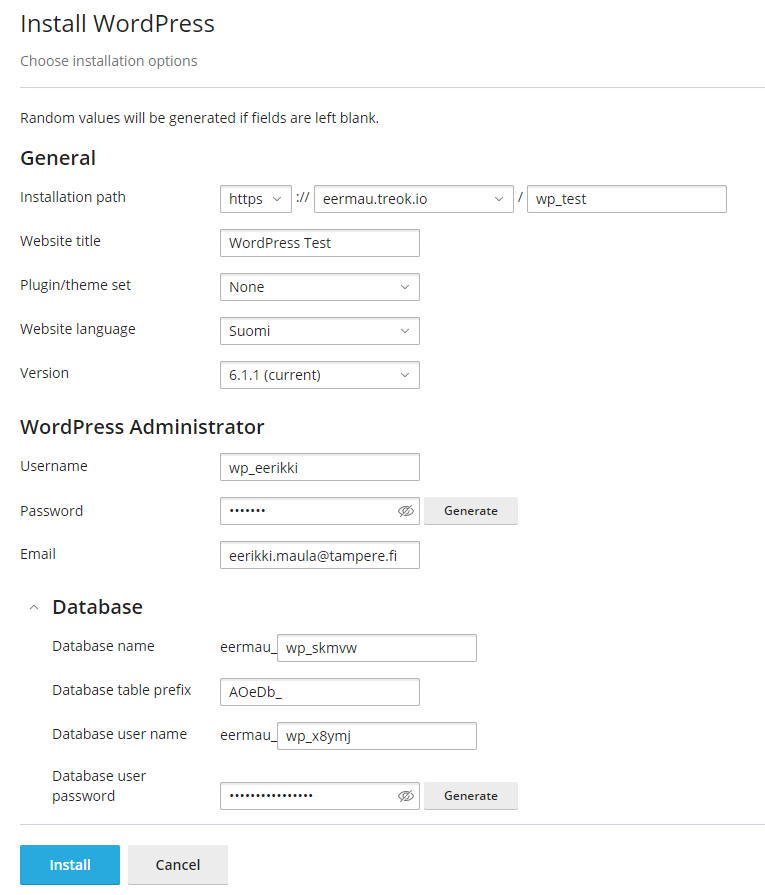 Install WordPress
Choose installation options
Random values will be generated if fields are left blank.
General
Installation path https :// eermau.treok.io / wp_test
Website title WordPress Test
Plugin/theme set None
Website language Suomi
Version 6.1.1 (current)
WordPress Administrator
Username wp_eerikki
Password ••••••• Generate
Email eerikki.maula@tampere.fi
Database
Database name eermau_ wp_skmvw
Database table prefix AOeDb_
Database user name eermau_ wp_x8ymj
Database user
password •••••••••••••••• Generate
Install Cancel